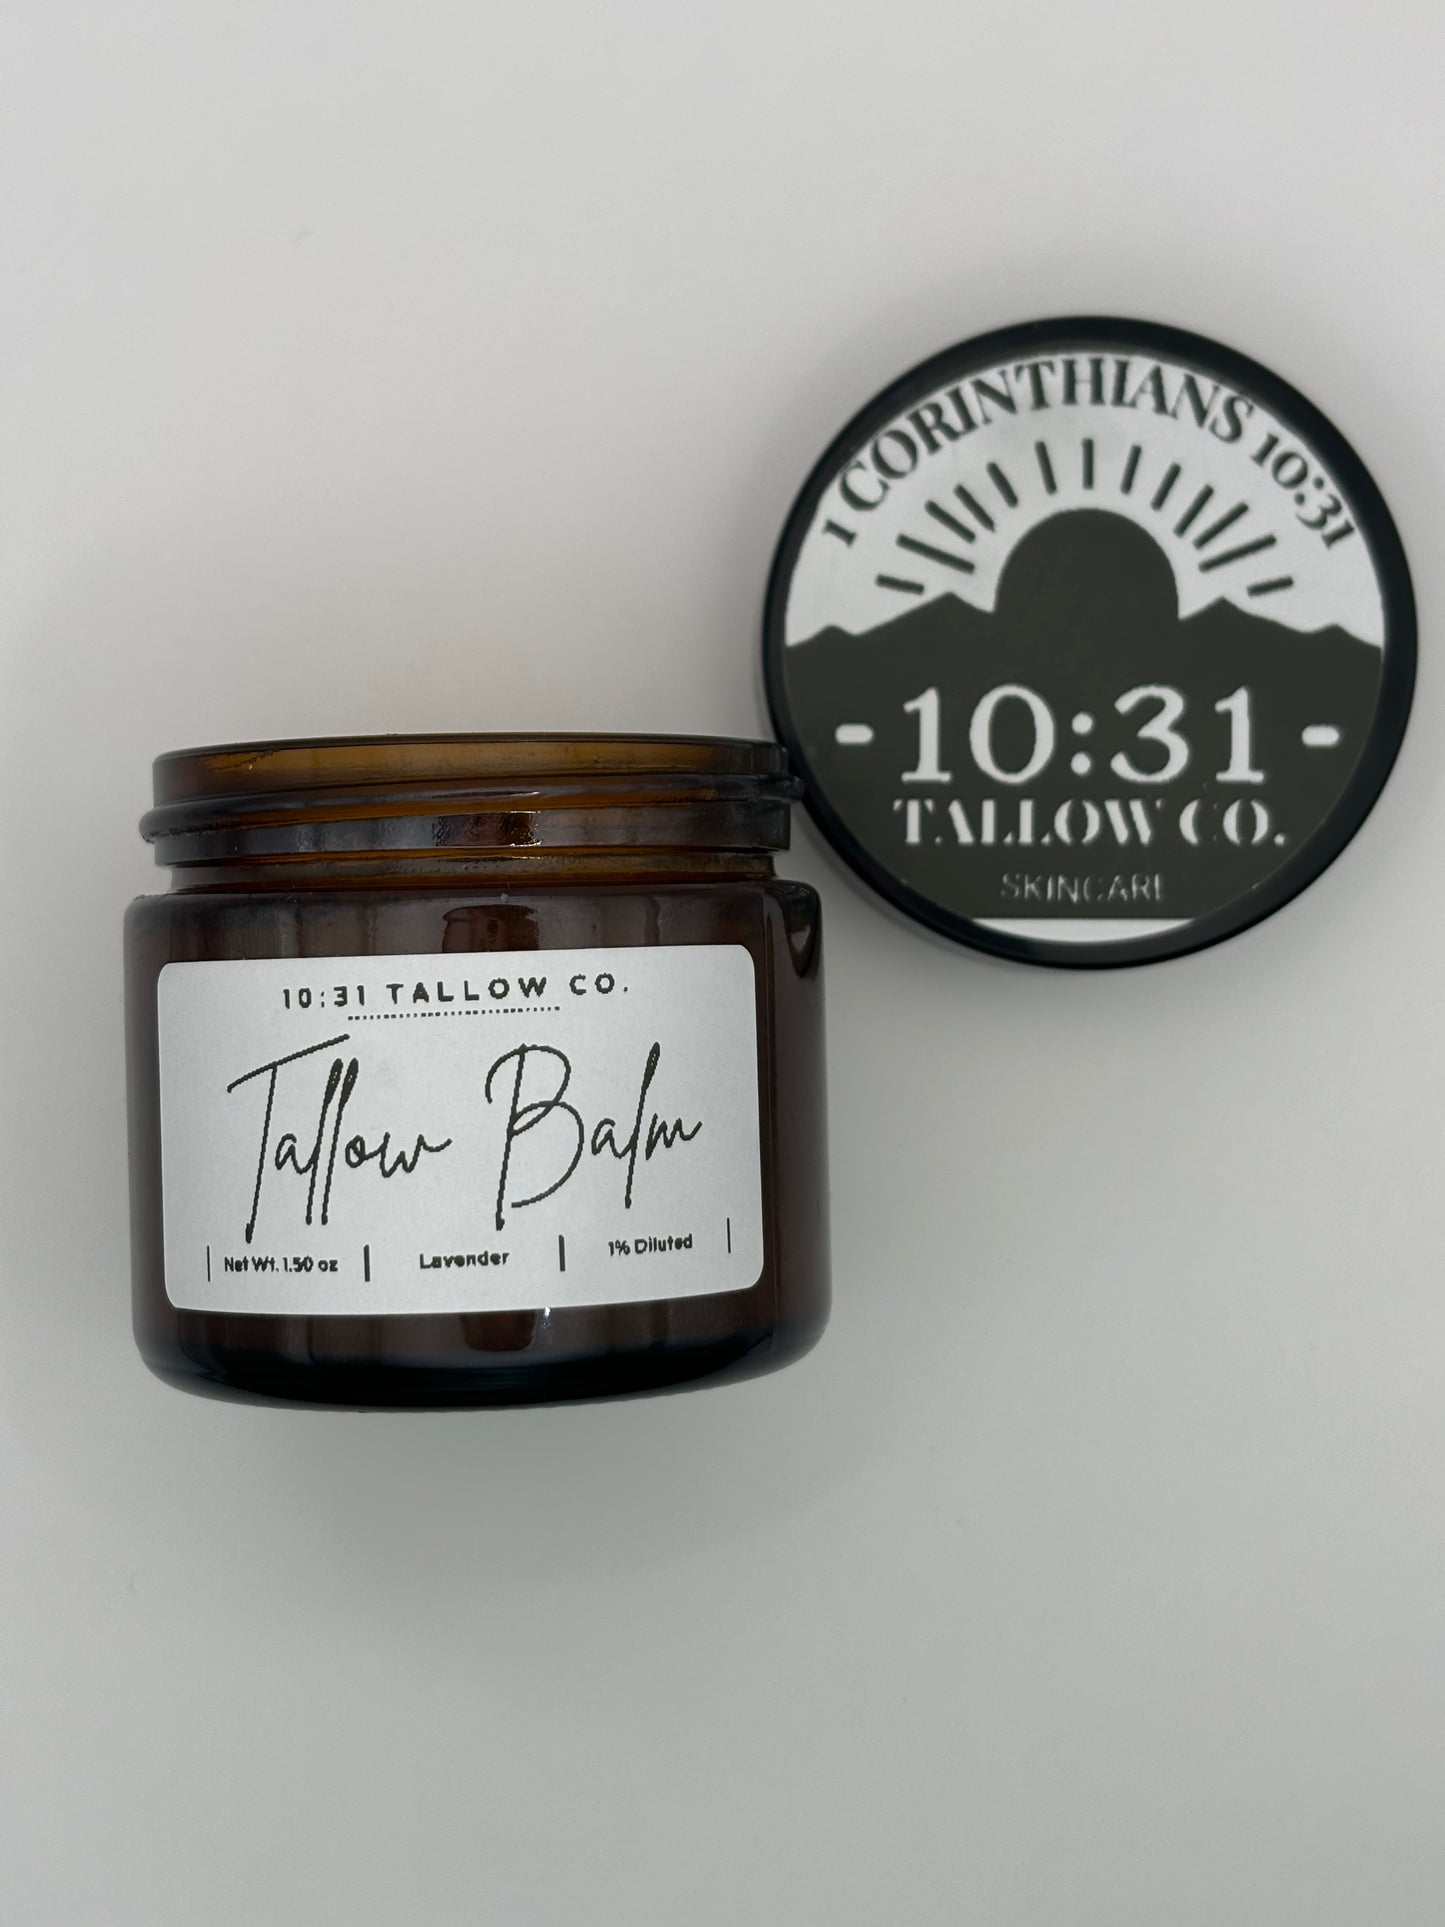 1 CORINTHIANS 10:31
- 10:31 -
TALLOW CO.
SKINCARE
10:31 TALLOW CO.
Tallow Balm
| Net Wt. 1.50 oz | Lavender | 1% Diluted |